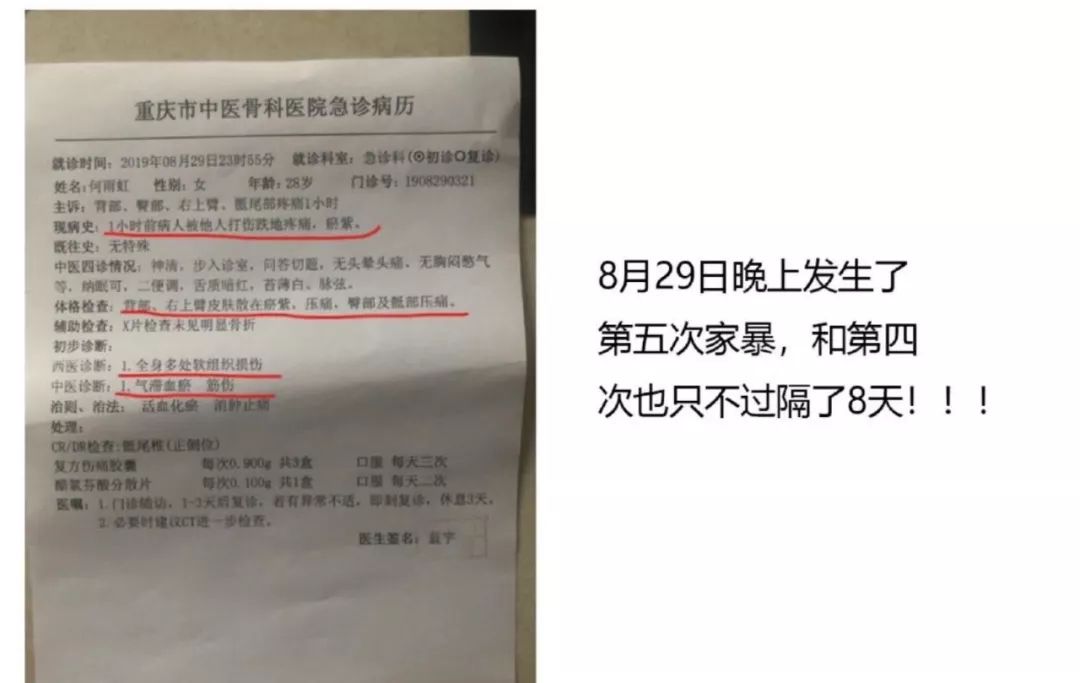 重庆市中医骨科医院急诊病历
就诊时间：2019年08月29日23时55分 就诊科室：急诊科(⊙初诊O复诊)
姓名：何雨虹 性别：女 年龄：28岁 门诊号：1908290321
主诉：背部、臀部、右上臂、骶尾部疼痛1小时
现病史：1小时前病人被他人打伤跌地疼痛，瘀紫。
既往史：无特殊
中医四诊情况：神清，步入诊室，问答切题，无头晕头痛、无胸闷憋气
等，纳眠可，二便调，舌质暗红，苔薄白、脉弦。
体格检查：背部、右上臂皮肤散在瘀紫，压痛，臀部及骶部压痛。
辅助检查：X片检查未见明显骨折
初步诊断：
西医诊断：1.全身多处软组织损伤
中医诊断：1.气滞血瘀 筋伤
治则、治法： 活血化瘀 消肿止痛
处理：
CR/DR检查:骶尾椎(正侧位)
复方伤痛胶囊 每次0.900g 共3盒 口服 每天三次
醋氯芬酸分散片 每次0.100g 共1盒 口服 每天二次
医嘱：1.门诊随访，1-2天后复诊，若有异常不适，即刻复诊，休息3天。
2.必要时建议CT进一步检查。
医生签名：
8月29日晚上发生了
第五次家暴，和第四
次也只不过隔了8天！！！